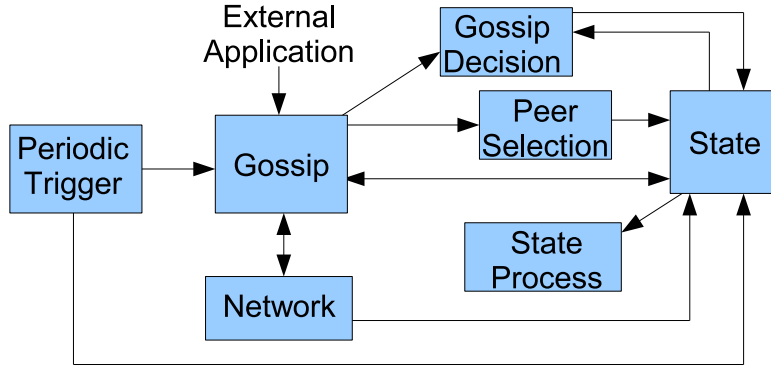 External
Application
Gossip
Decision
Peer
Selection
State
Periodic
Trigger
Gossip
State
Process
Network